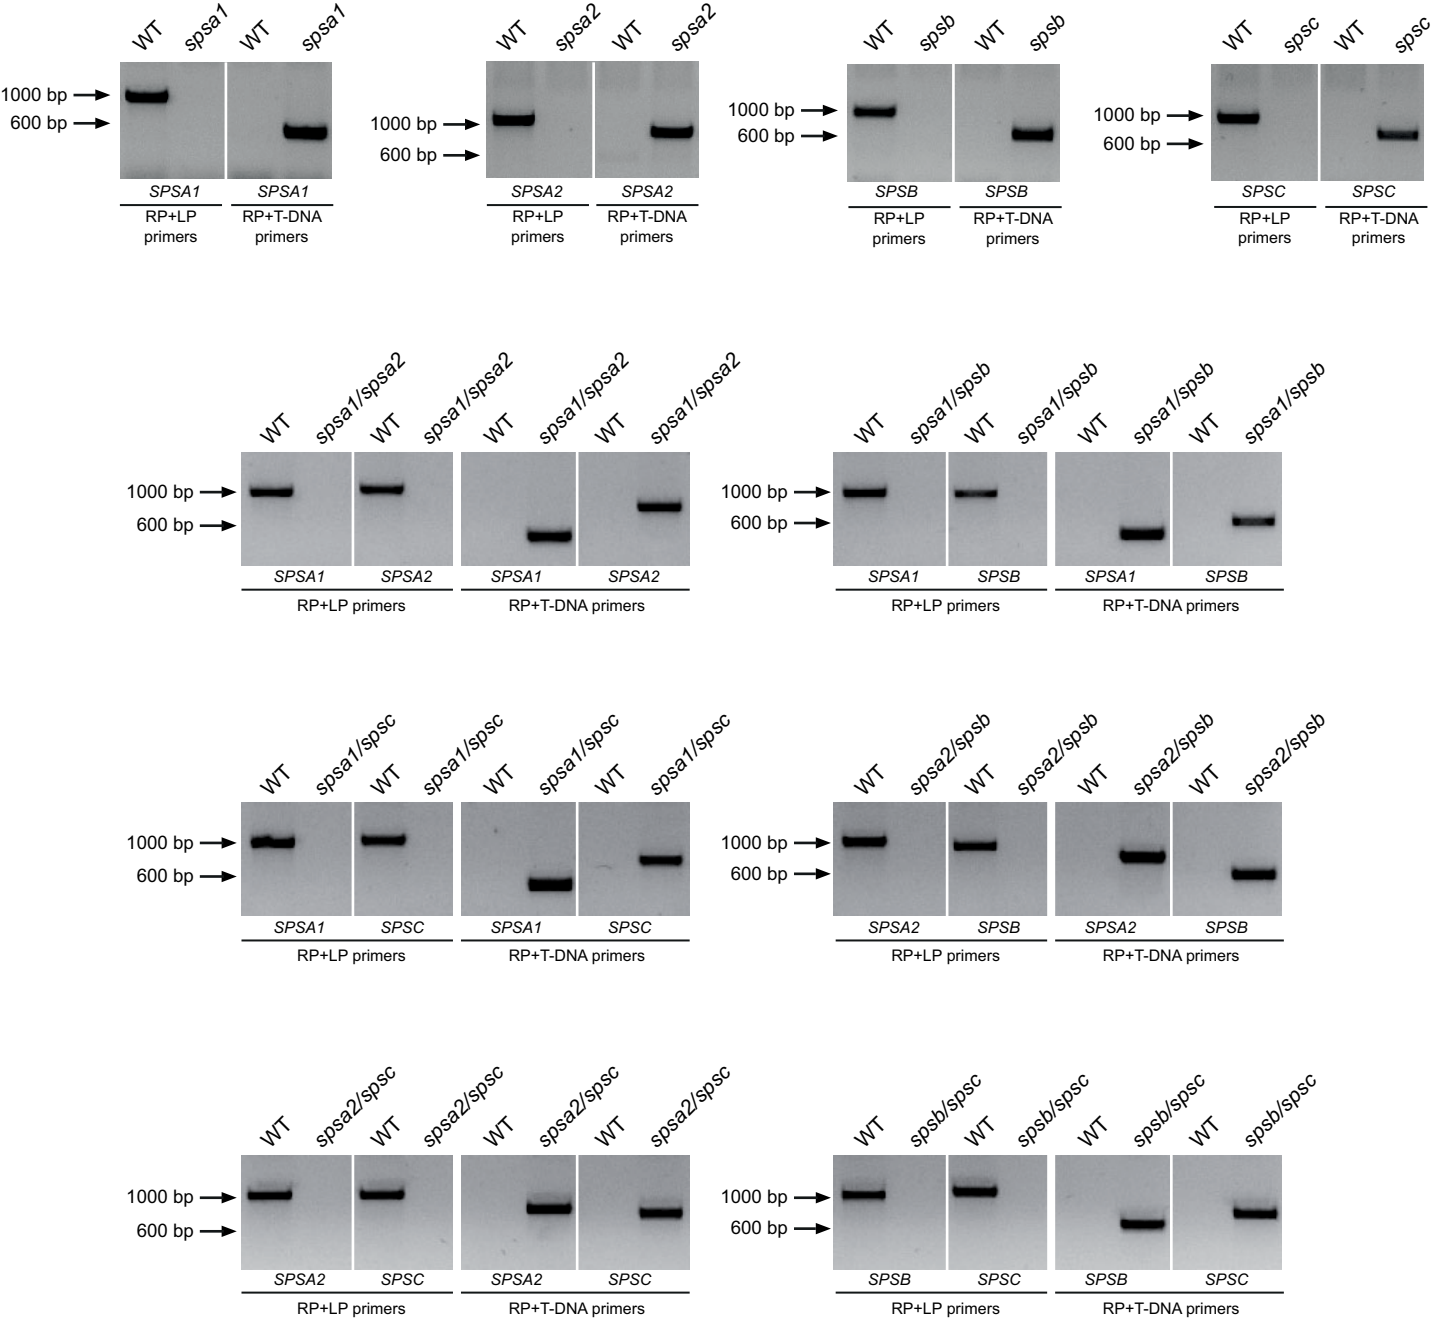 WT spsa1 WT spsa1
1000 bp
600 bp
SPSA1 SPSA1
RP+LP primers RP+T-DNA primers
WT spsa2 WT spsa2
1000 bp
600 bp
SPSA2 SPSA2
RP+LP primers RP+T-DNA primers
WT spsb WT spsb
1000 bp
600 bp
SPSB SPSB
RP+LP primers RP+T-DNA primers
WT spsc WT spsc
1000 bp
600 bp
SPSC SPSC
RP+LP primers RP+T-DNA primers
WT spsa1/spsa2 WT spsa1/spsa2 WT spsa1/spsa2 WT spsa1/spsa2
1000 bp
600 bp
SPSA1 SPSA2 SPSA1 SPSA2
RP+LP primers RP+T-DNA primers
WT spsa1/spsb WT spsa1/spsb WT spsa1/spsb WT spsa1/spsb
1000 bp
600 bp
SPSA1 SPSB SPSA1 SPSB
RP+LP primers RP+T-DNA primers
WT spsa1/spsc WT spsa1/spsc WT spsa1/spsc WT spsa1/spsc
1000 bp
600 bp
SPSA1 SPSC SPSA1 SPSC
RP+LP primers RP+T-DNA primers
WT spsa2/spsb WT spsa2/spsb WT spsa2/spsb WT spsa2/spsb
1000 bp
600 bp
SPSA2 SPSB SPSA2 SPSB
RP+LP primers RP+T-DNA primers
WT spsa2/spsc WT spsa2/spsc WT spsa2/spsc WT spsa2/spsc
1000 bp
600 bp
SPSA2 SPSC SPSA2 SPSC
RP+LP primers RP+T-DNA primers
WT spsb/spsc WT spsb/spsc WT spsb/spsc WT spsb/spsc
1000 bp
600 bp
SPSB SPSC SPSB SPSC
RP+LP primers RP+T-DNA primers